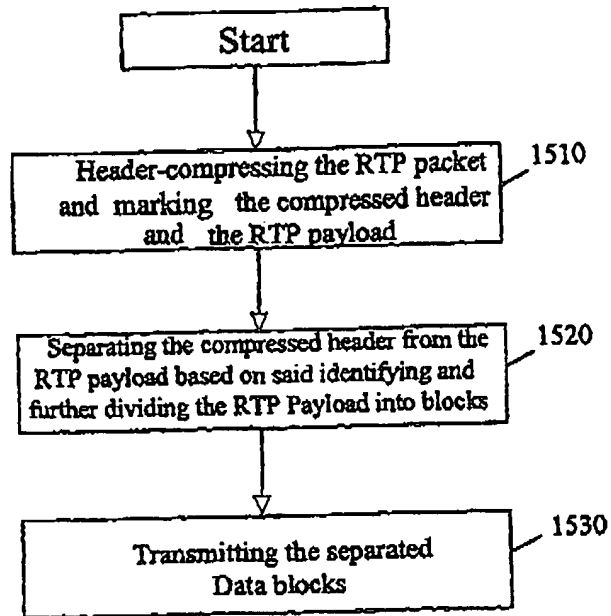 Start
Header-compressing the RTP packet
and marking the compressed header
and the RTP payload
1510
Separating the compressed header from the
RTP payload based on said identifying and
further dividing the RTP Payload into blocks
1520
Transmitting the separated
Data blocks
1530